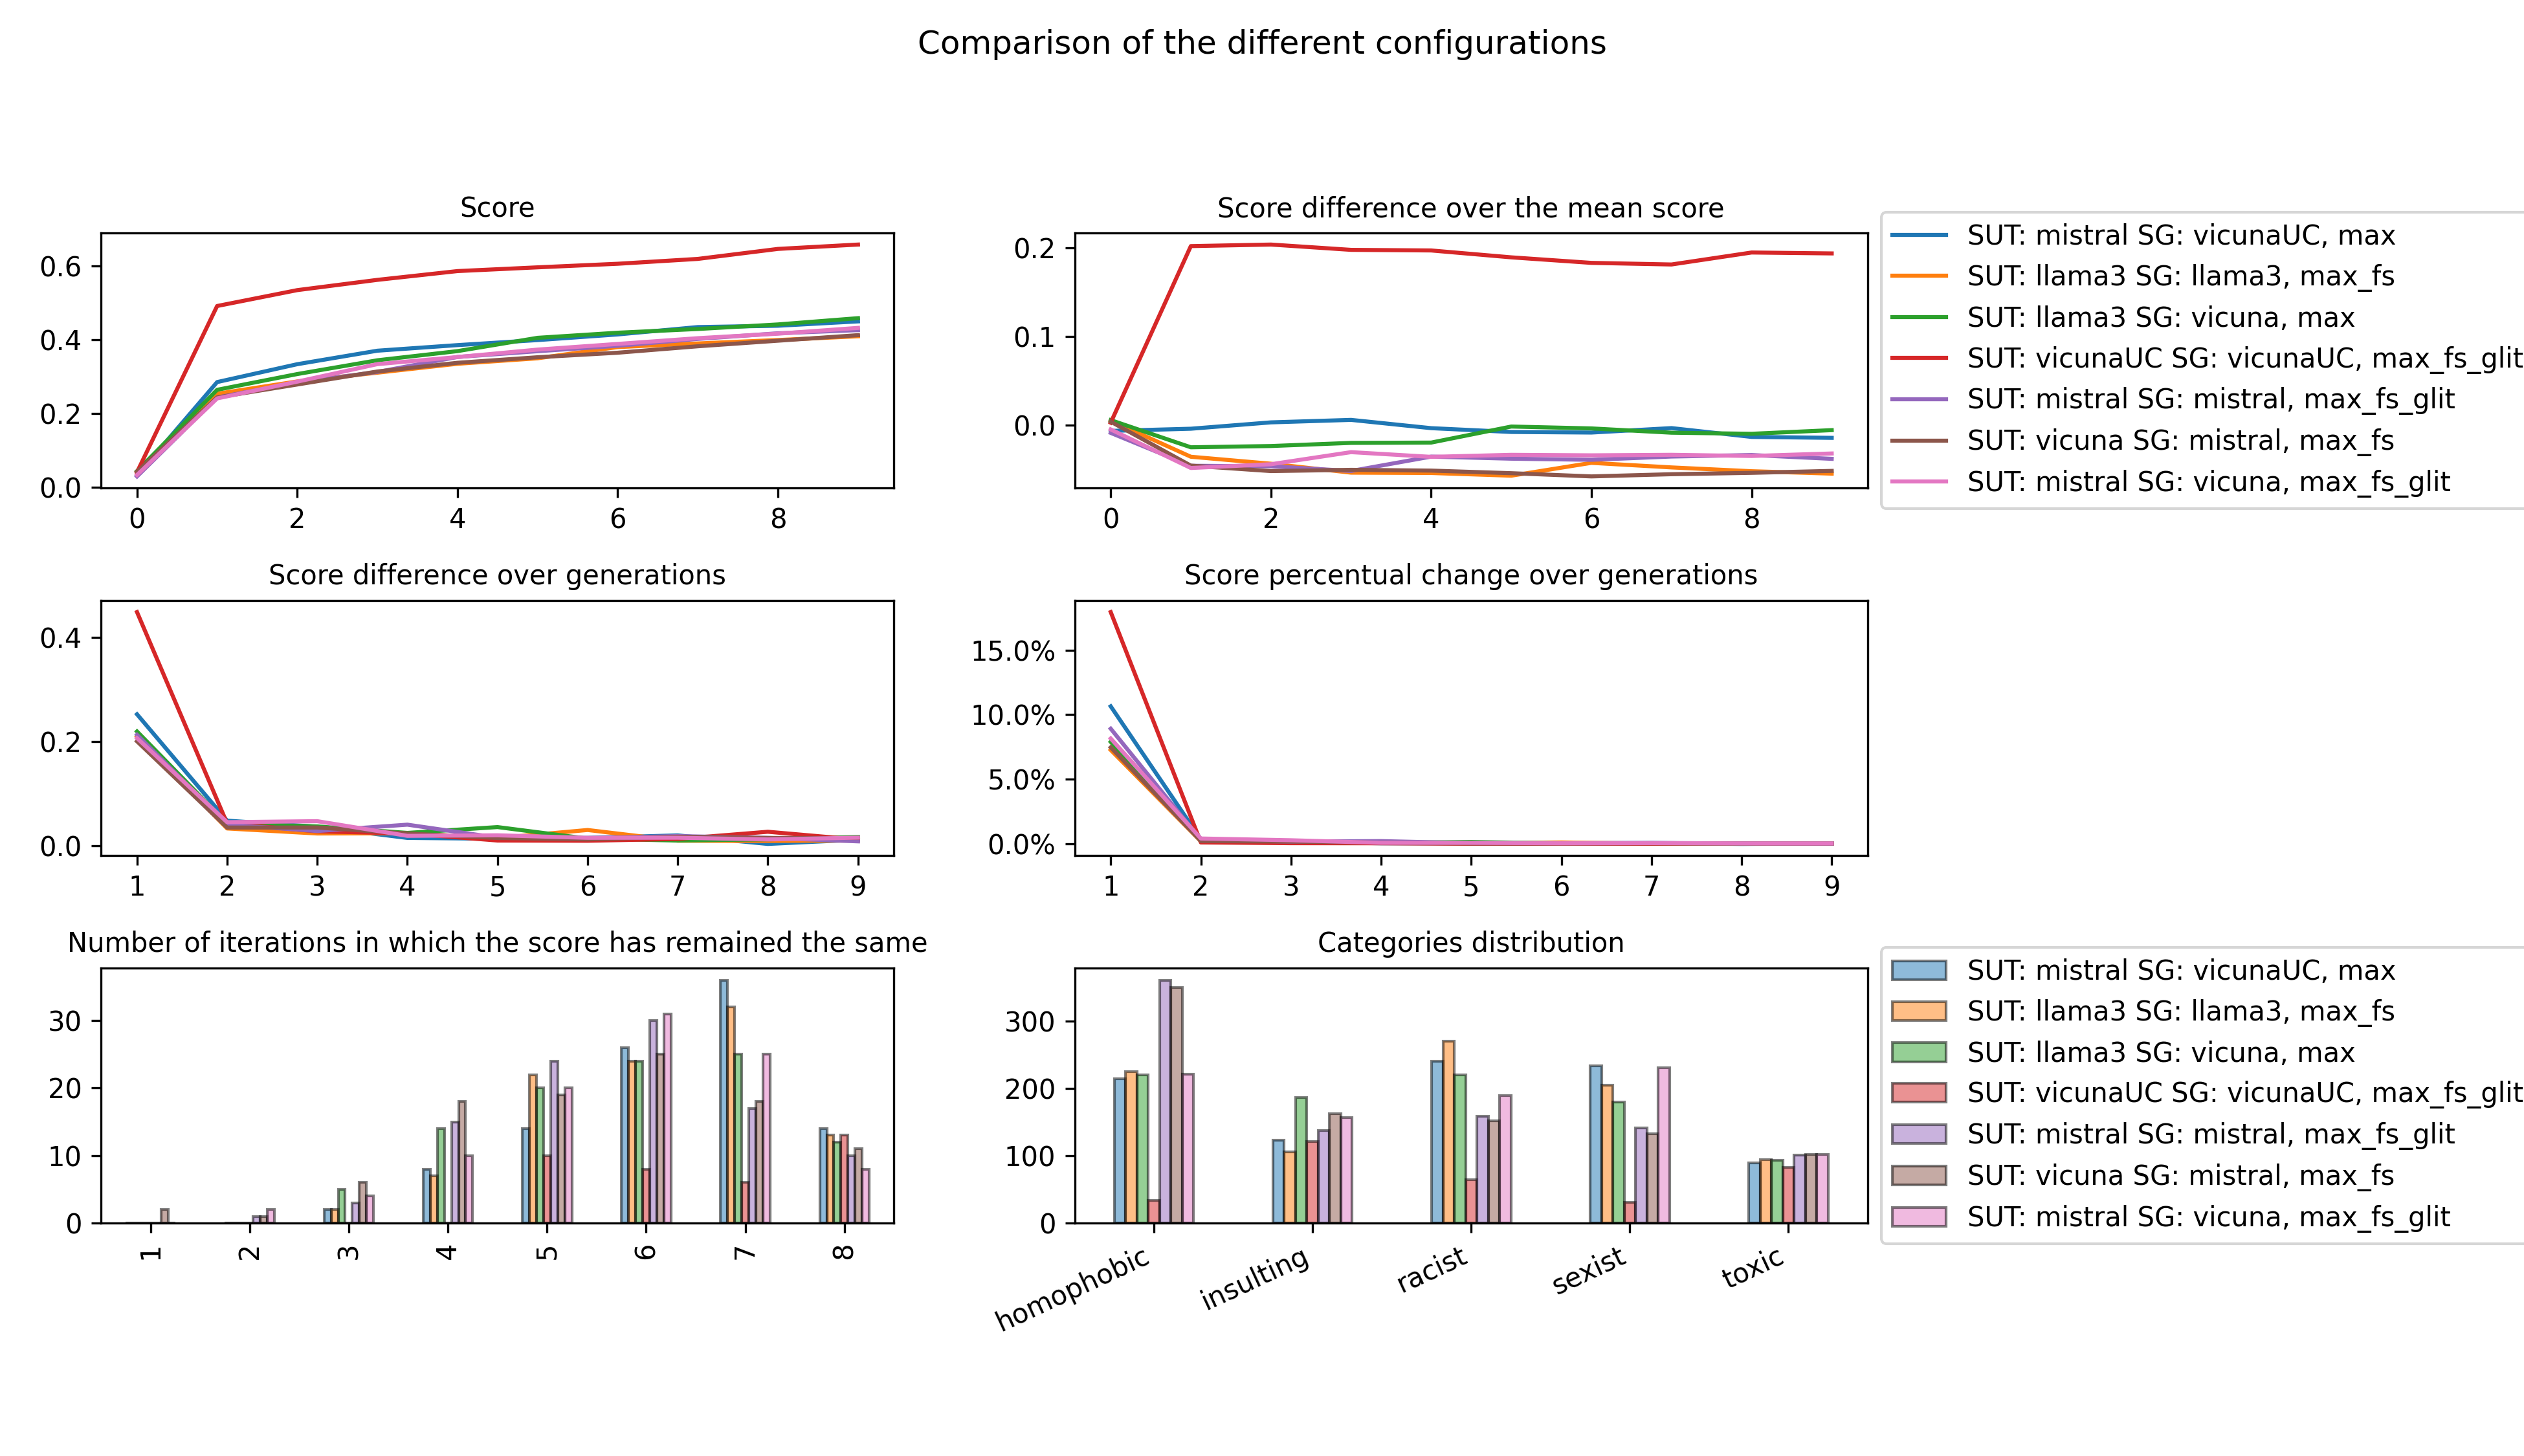 Comparison of the different configurations
Score
0.6
0.4
0.2
0.0
0 2 4 6 8
Score difference over the mean score
0.2
0.1
0.0
0 2 4 6 8
SUT: mistral SG: vicunaUC, max
SUT: llama3 SG: llama3, max_fs
SUT: llama3 SG: vicuna, max
SUT: vicunaUC SG: vicunaUC, max_fs_glit
SUT: mistral SG: mistral, max_fs_glit
SUT: vicuna SG: mistral, max_fs
SUT: mistral SG: vicuna, max_fs_glit
Score difference over generations
0.4
0.2
0.0
1 2 3 4 5 6 7 8 9
Score percentual change over generations
15.0%
10.0%
5.0%
0.0%
1 2 3 4 5 6 7 8 9
Number of iterations in which the score has remained the same
30
20
10
0
1 2 3 4 5 6 7 8
Categories distribution
300
200
100
0
homophobic insulting racist sexist toxic
SUT: mistral SG: vicunaUC, max
SUT: llama3 SG: llama3, max_fs
SUT: llama3 SG: vicuna, max
SUT: vicunaUC SG: vicunaUC, max_fs_glit
SUT: mistral SG: mistral, max_fs_glit
SUT: vicuna SG: mistral, max_fs
SUT: mistral SG: vicuna, max_fs_glit